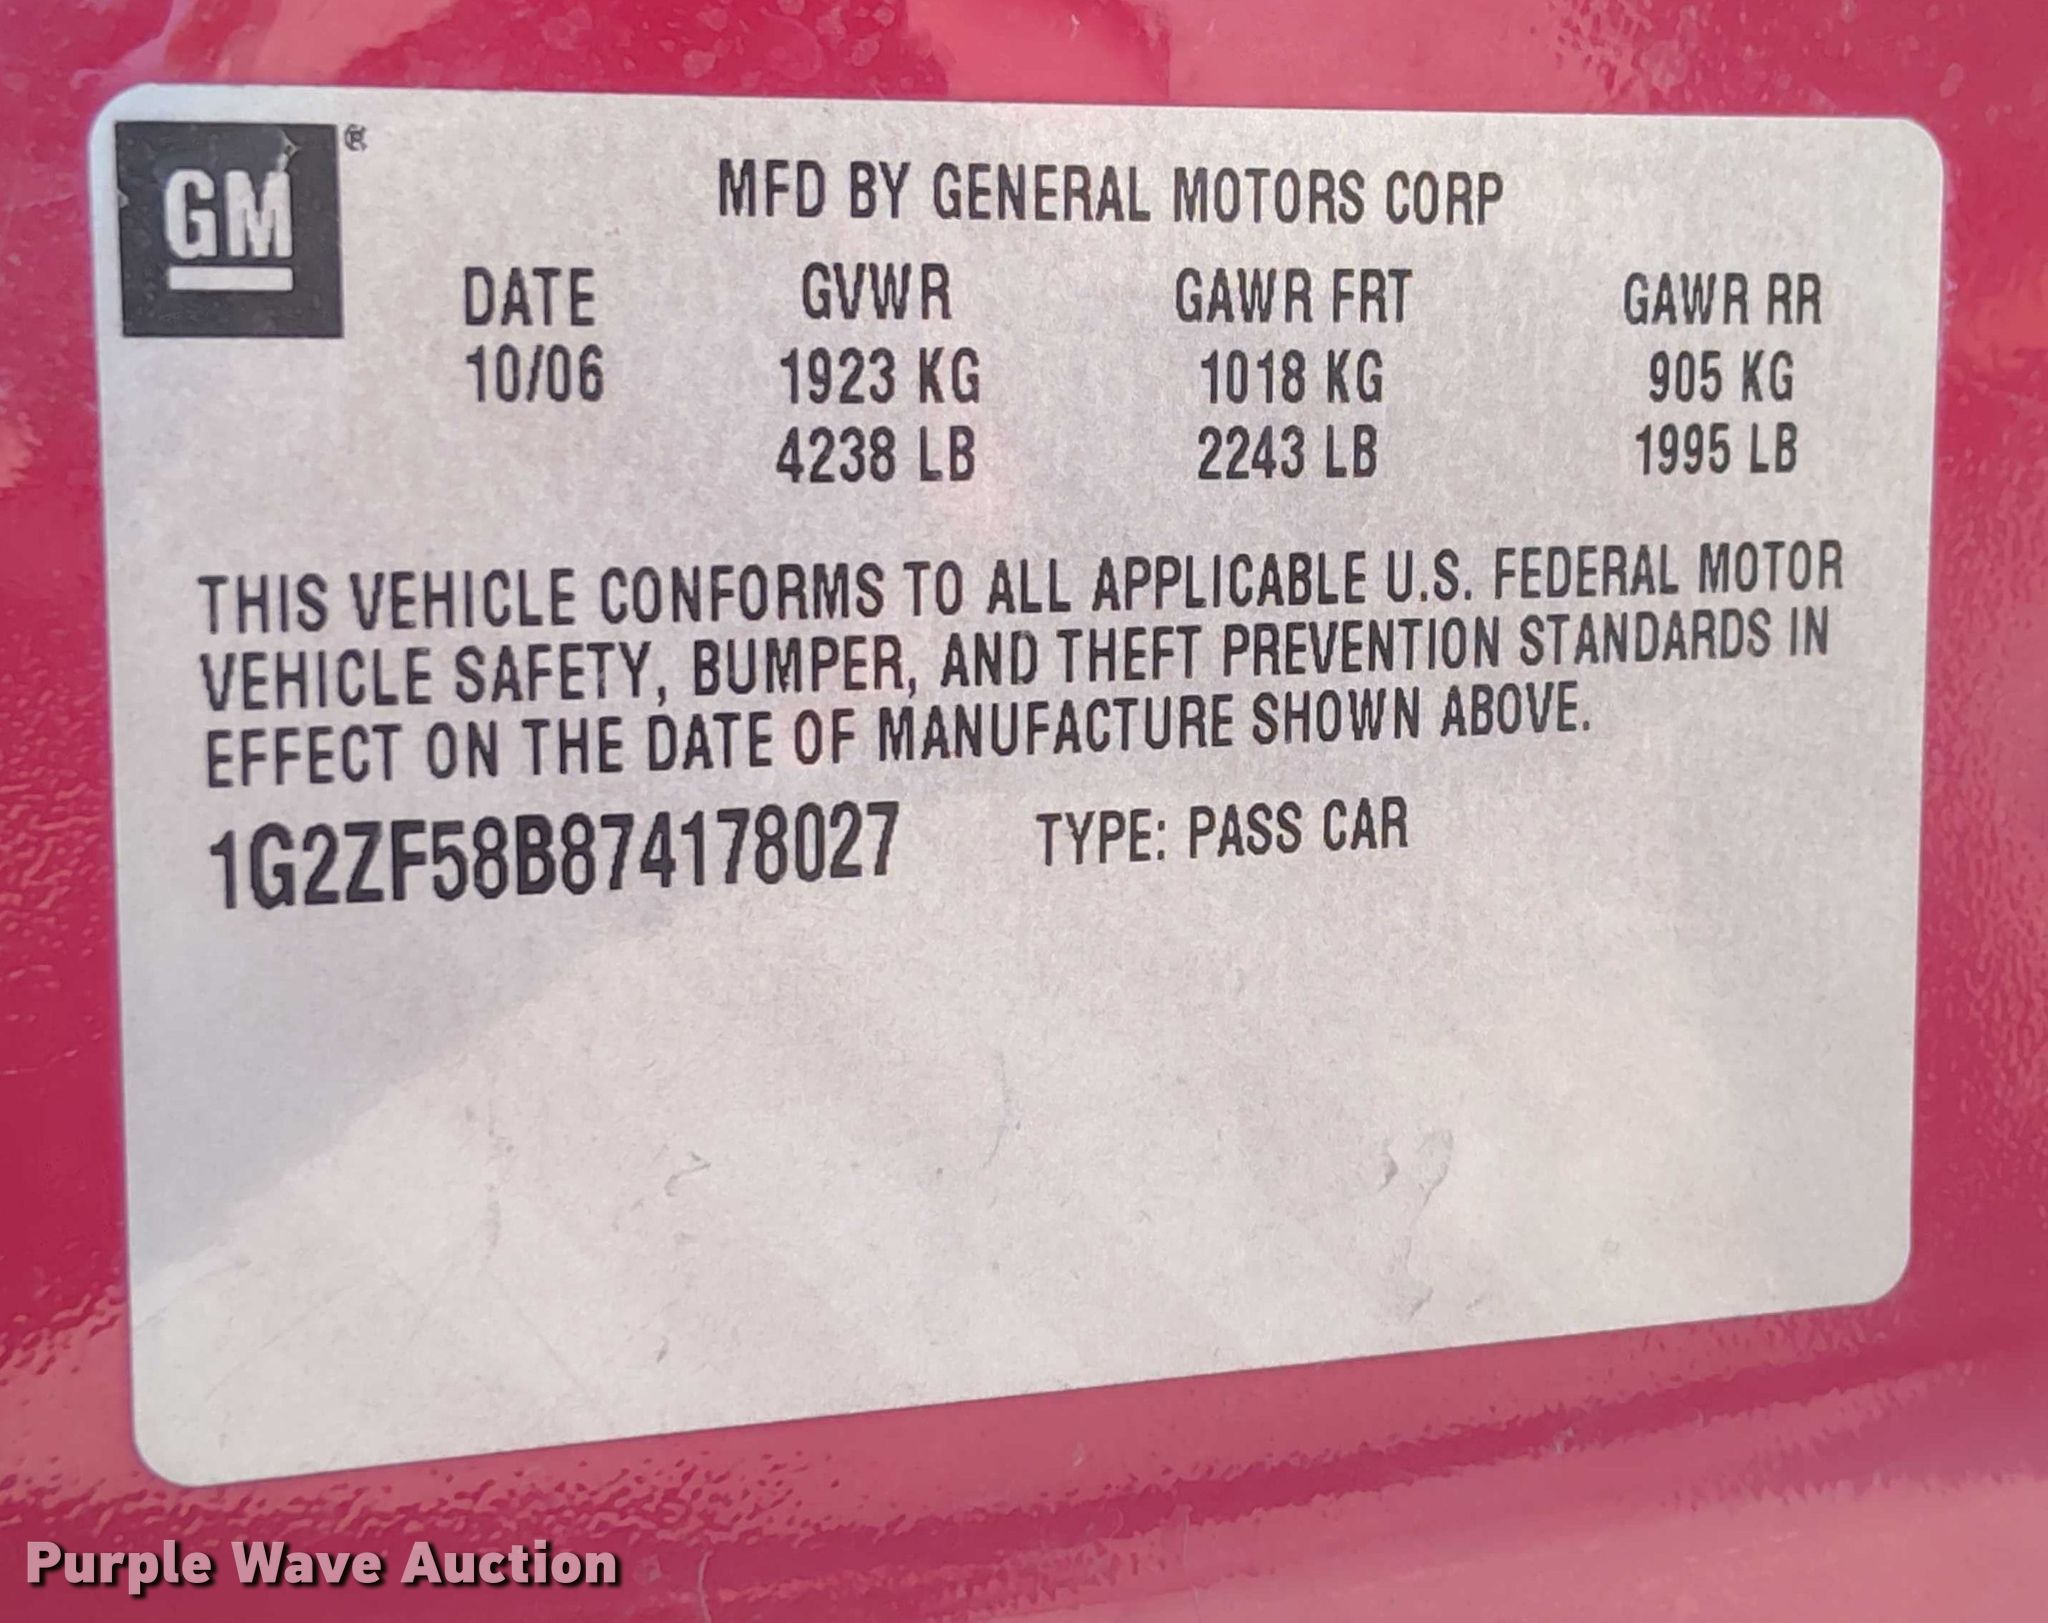 GM ®
MFD BY GENERAL MOTORS CORP
DATE GVWR GAWR FRT GAWR RR
10/06 1923 KG 1018 KG 905 KG
4238 LB 2243 LB 1995 LB
THIS VEHICLE CONFORMS TO ALL APPLICABLE U.S. FEDERAL MOTOR
VEHICLE SAFETY, BUMPER, AND THEFT PREVENTION STANDARDS IN
EFFECT ON THE DATE OF MANUFACTURE SHOWN ABOVE.
1G2ZF58B874178027 TYPE: PASS CAR
Purple Wave Auction